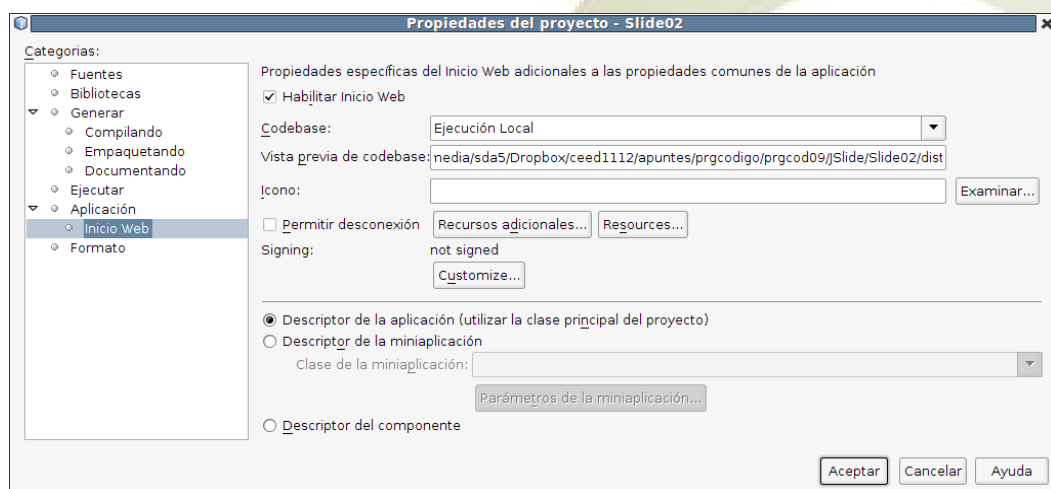 Propiedades del proyecto - Slide02
Categorias:
Fuentes
Bibliotecas
Generar
Compilando
Empaquetando
Documentando
Ejecutar
Aplicación
Inicio Web
Formato
Propiedades específicas del Inicio Web adicionales a las propiedades comunes de la aplicación
Habilitar Inicio Web
Codebase: Ejecución Local
Vista previa de codebase: nedia/sda5/Dropbox/ceed1112/apuntes/prgcodigo/prgcod09/JSlide/Slide02/dist
Icono: Examinar...
Permitir desconexión Recursos adicionales... Resources...
Signing: not signed
Customize...
Descriptor de la aplicación (utilizar la clase principal del proyecto)
Descriptor de la miniaplicación
Clase de la miniaplicación:
Parámetros de la miniaplicación...
Descriptor del componente
Aceptar Cancelar Ayuda